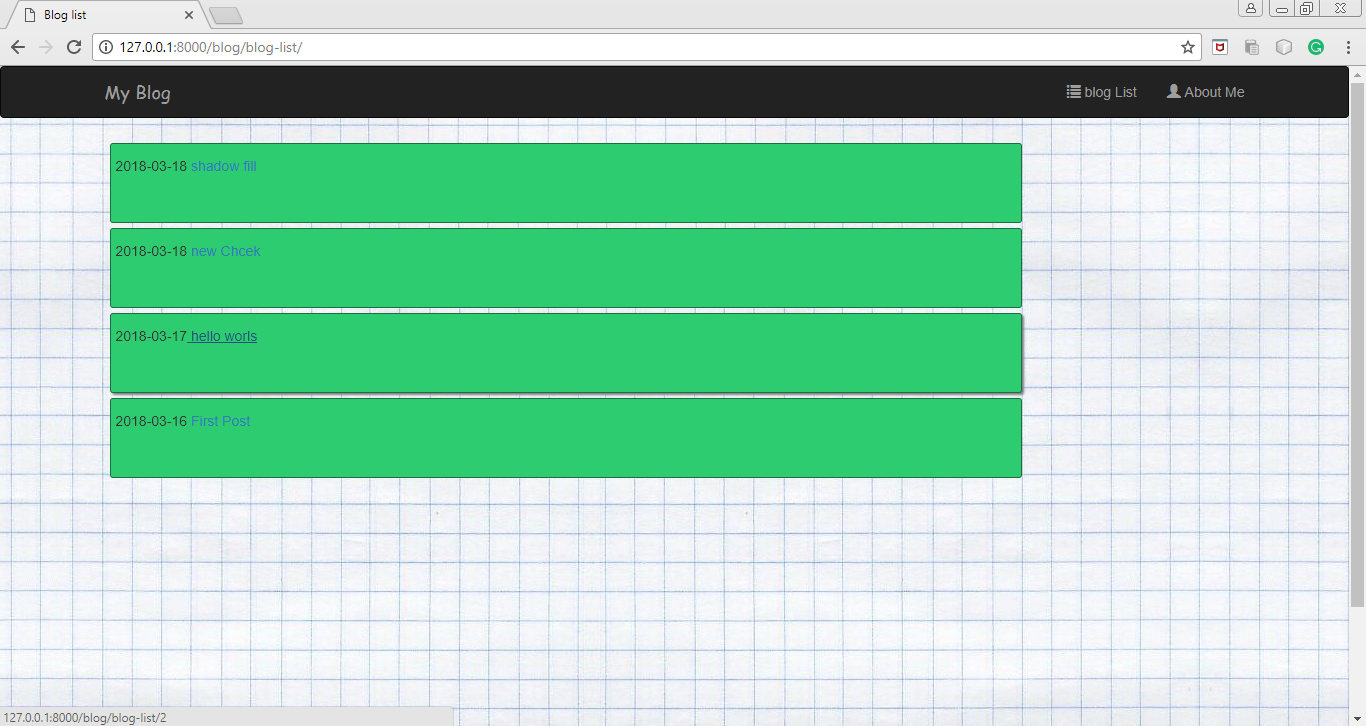 Blog list
127.0.0.1:8000/blog/blog-list/
My Blog
blog List
About Me
2018-03-18 shadow fill
2018-03-18 new Chcek
2018-03-17 hello worls
2018-03-16 First Post
127.0.0.1:8000/blog/blog-list/2